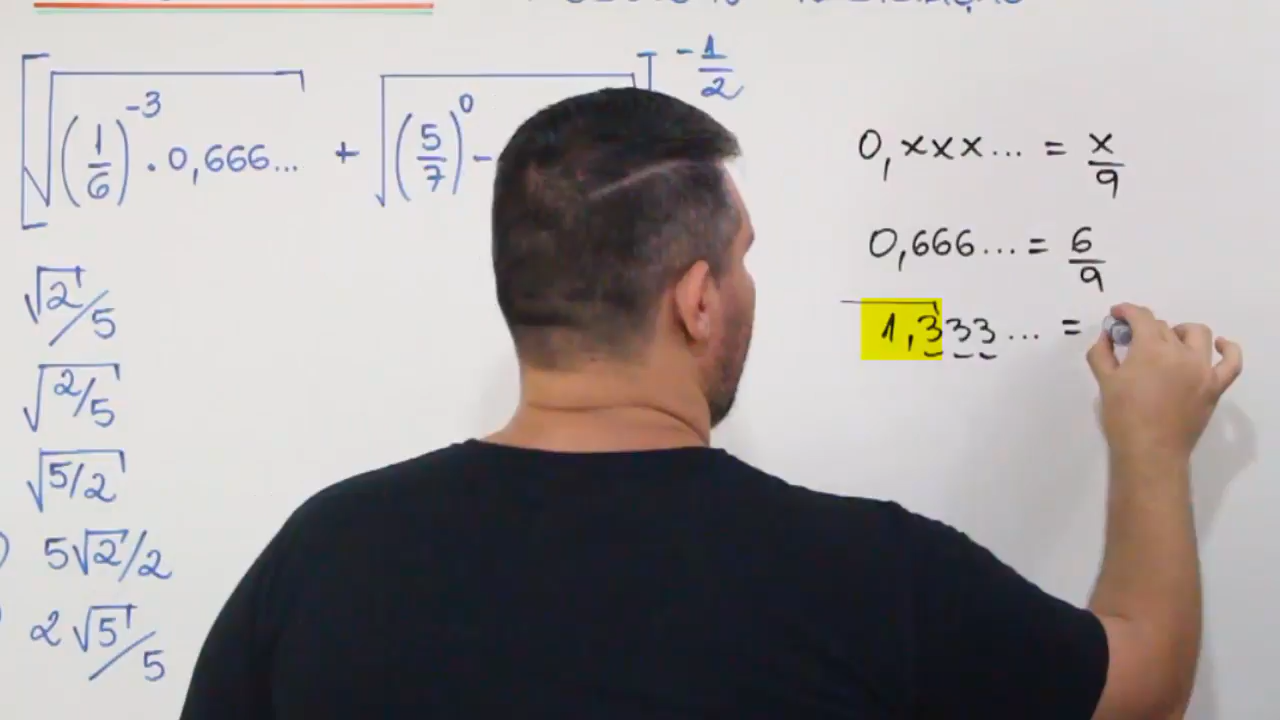 [√(1/6)^-3 . 0,666... + √(5/7)^0 - ]^-1/2
√2/5
√2/5
√5/2
5√2/2
2√5/5
0,xxx... = x/9
0,666... = 6/9
1,333... =